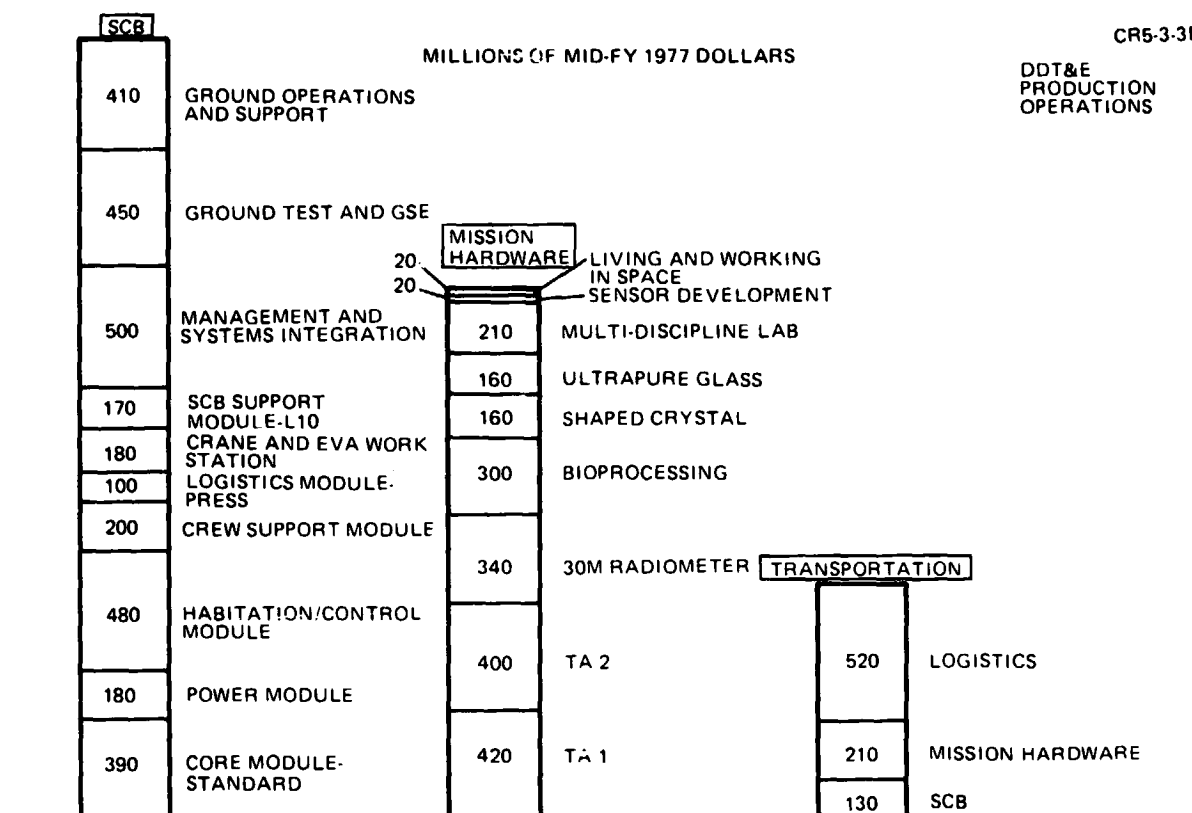 SCB
CR5-3-3
MILLIONS OF MID-FY 1977 DOLLARS
DDT&E
PRODUCTION
OPERATIONS
410
GROUND OPERATIONS
AND SUPPORT
450
GROUND TEST AND GSE
500
MANAGEMENT AND
SYSTEMS INTEGRATION
170
SCB SUPPORT
MODULE-L10
180
CRANE AND EVA WORK
STATION
100
LOGISTICS MODULE-
PRESS
200
CREW SUPPORT MODULE
480
HABITATION/CONTROL
MODULE
180
POWER MODULE
390
CORE MODULE-
STANDARD
MISSION
HARDWARE
20
LIVING AND WORKING
IN SPACE
20
SENSOR DEVELOPMENT
210
MULTI-DISCIPLINE LAB
160
ULTRAPURE GLASS
160
SHAPED CRYSTAL
300
BIOPROCESSING
340
30M RADIOMETER
400
TA 2
420
TA 1
TRANSPORTATION
520
LOGISTICS
210
MISSION HARDWARE
130
SCB